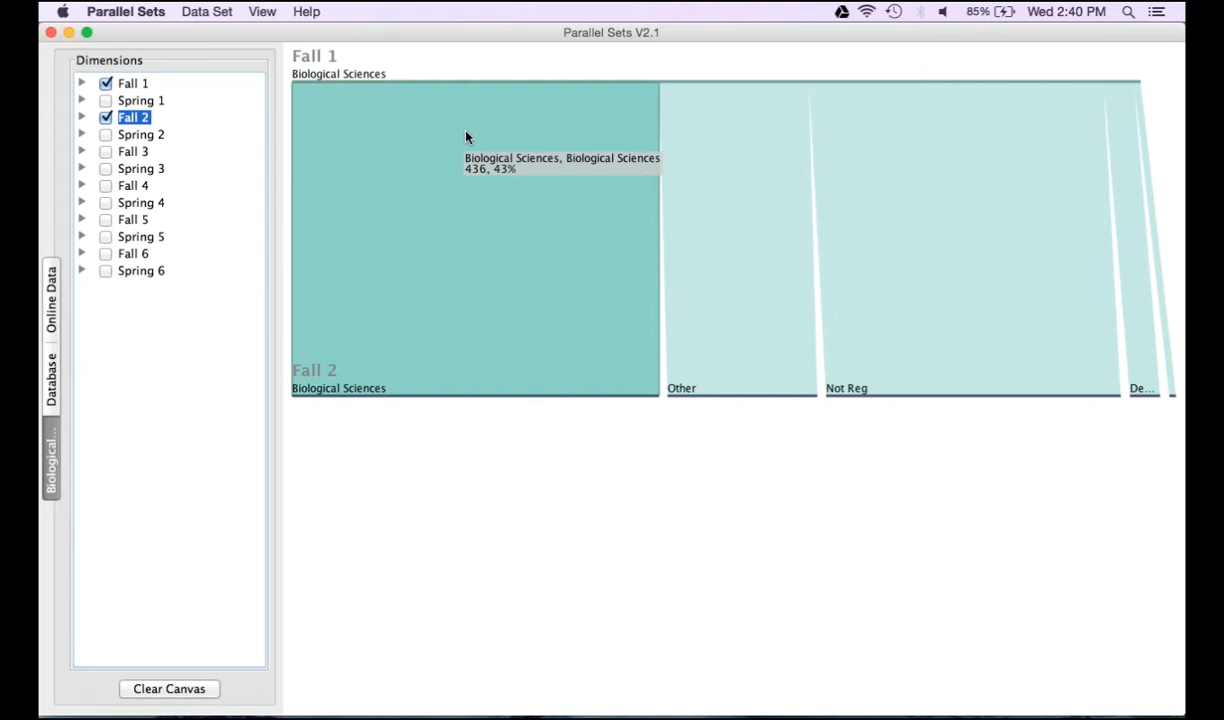 Parallel Sets Data Set View Help 85% Wed 2:40 PM
Parallel Sets V2.1
Dimensions
Fall 1
Spring 1
Fall 2
Spring 2
Fall 3
Spring 3
Fall 4
Spring 4
Fall 5
Spring 5
Fall 6
Spring 6
Online Data
Database
Biological...
Clear Canvas
Fall 1
Biological Sciences
Biological Sciences, Biological Sciences
436, 43%
Fall 2
Biological Sciences Other Not Reg De...